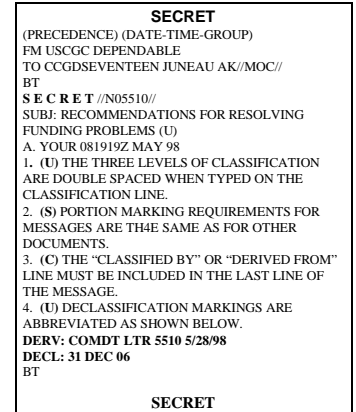 SECRET
(PRECEDENCE) (DATE-TIME-GROUP)
FM USCGC DEPENDABLE
TO CCGDSEVENTEEN JUNEAU AK//MOC//
BT
S E C R E T //N05510//
SUBJ: RECOMMENDATIONS FOR RESOLVING
FUNDING PROBLEMS (U)
A. YOUR 081919Z MAY 98
1. (U) THE THREE LEVELS OF CLASSIFICATION
ARE DOUBLE SPACED WHEN TYPED ON THE
CLASSIFICATION LINE.
2. (S) PORTION MARKING REQUIREMENTS FOR
MESSAGES ARE TH4E SAME AS FOR OTHER
DOCUMENTS.
3. (C) THE “CLASSIFIED BY” OR “DERIVED FROM”
LINE MUST BE INCLUDED IN THE LAST LINE OF
THE MESSAGE.
4. (U) DECLASSIFICATION MARKINGS ARE
ABBREVIATED AS SHOWN BELOW.
DERV: COMDT LTR 5510 5/28/98
DECL: 31 DEC 06
BT
SECRET